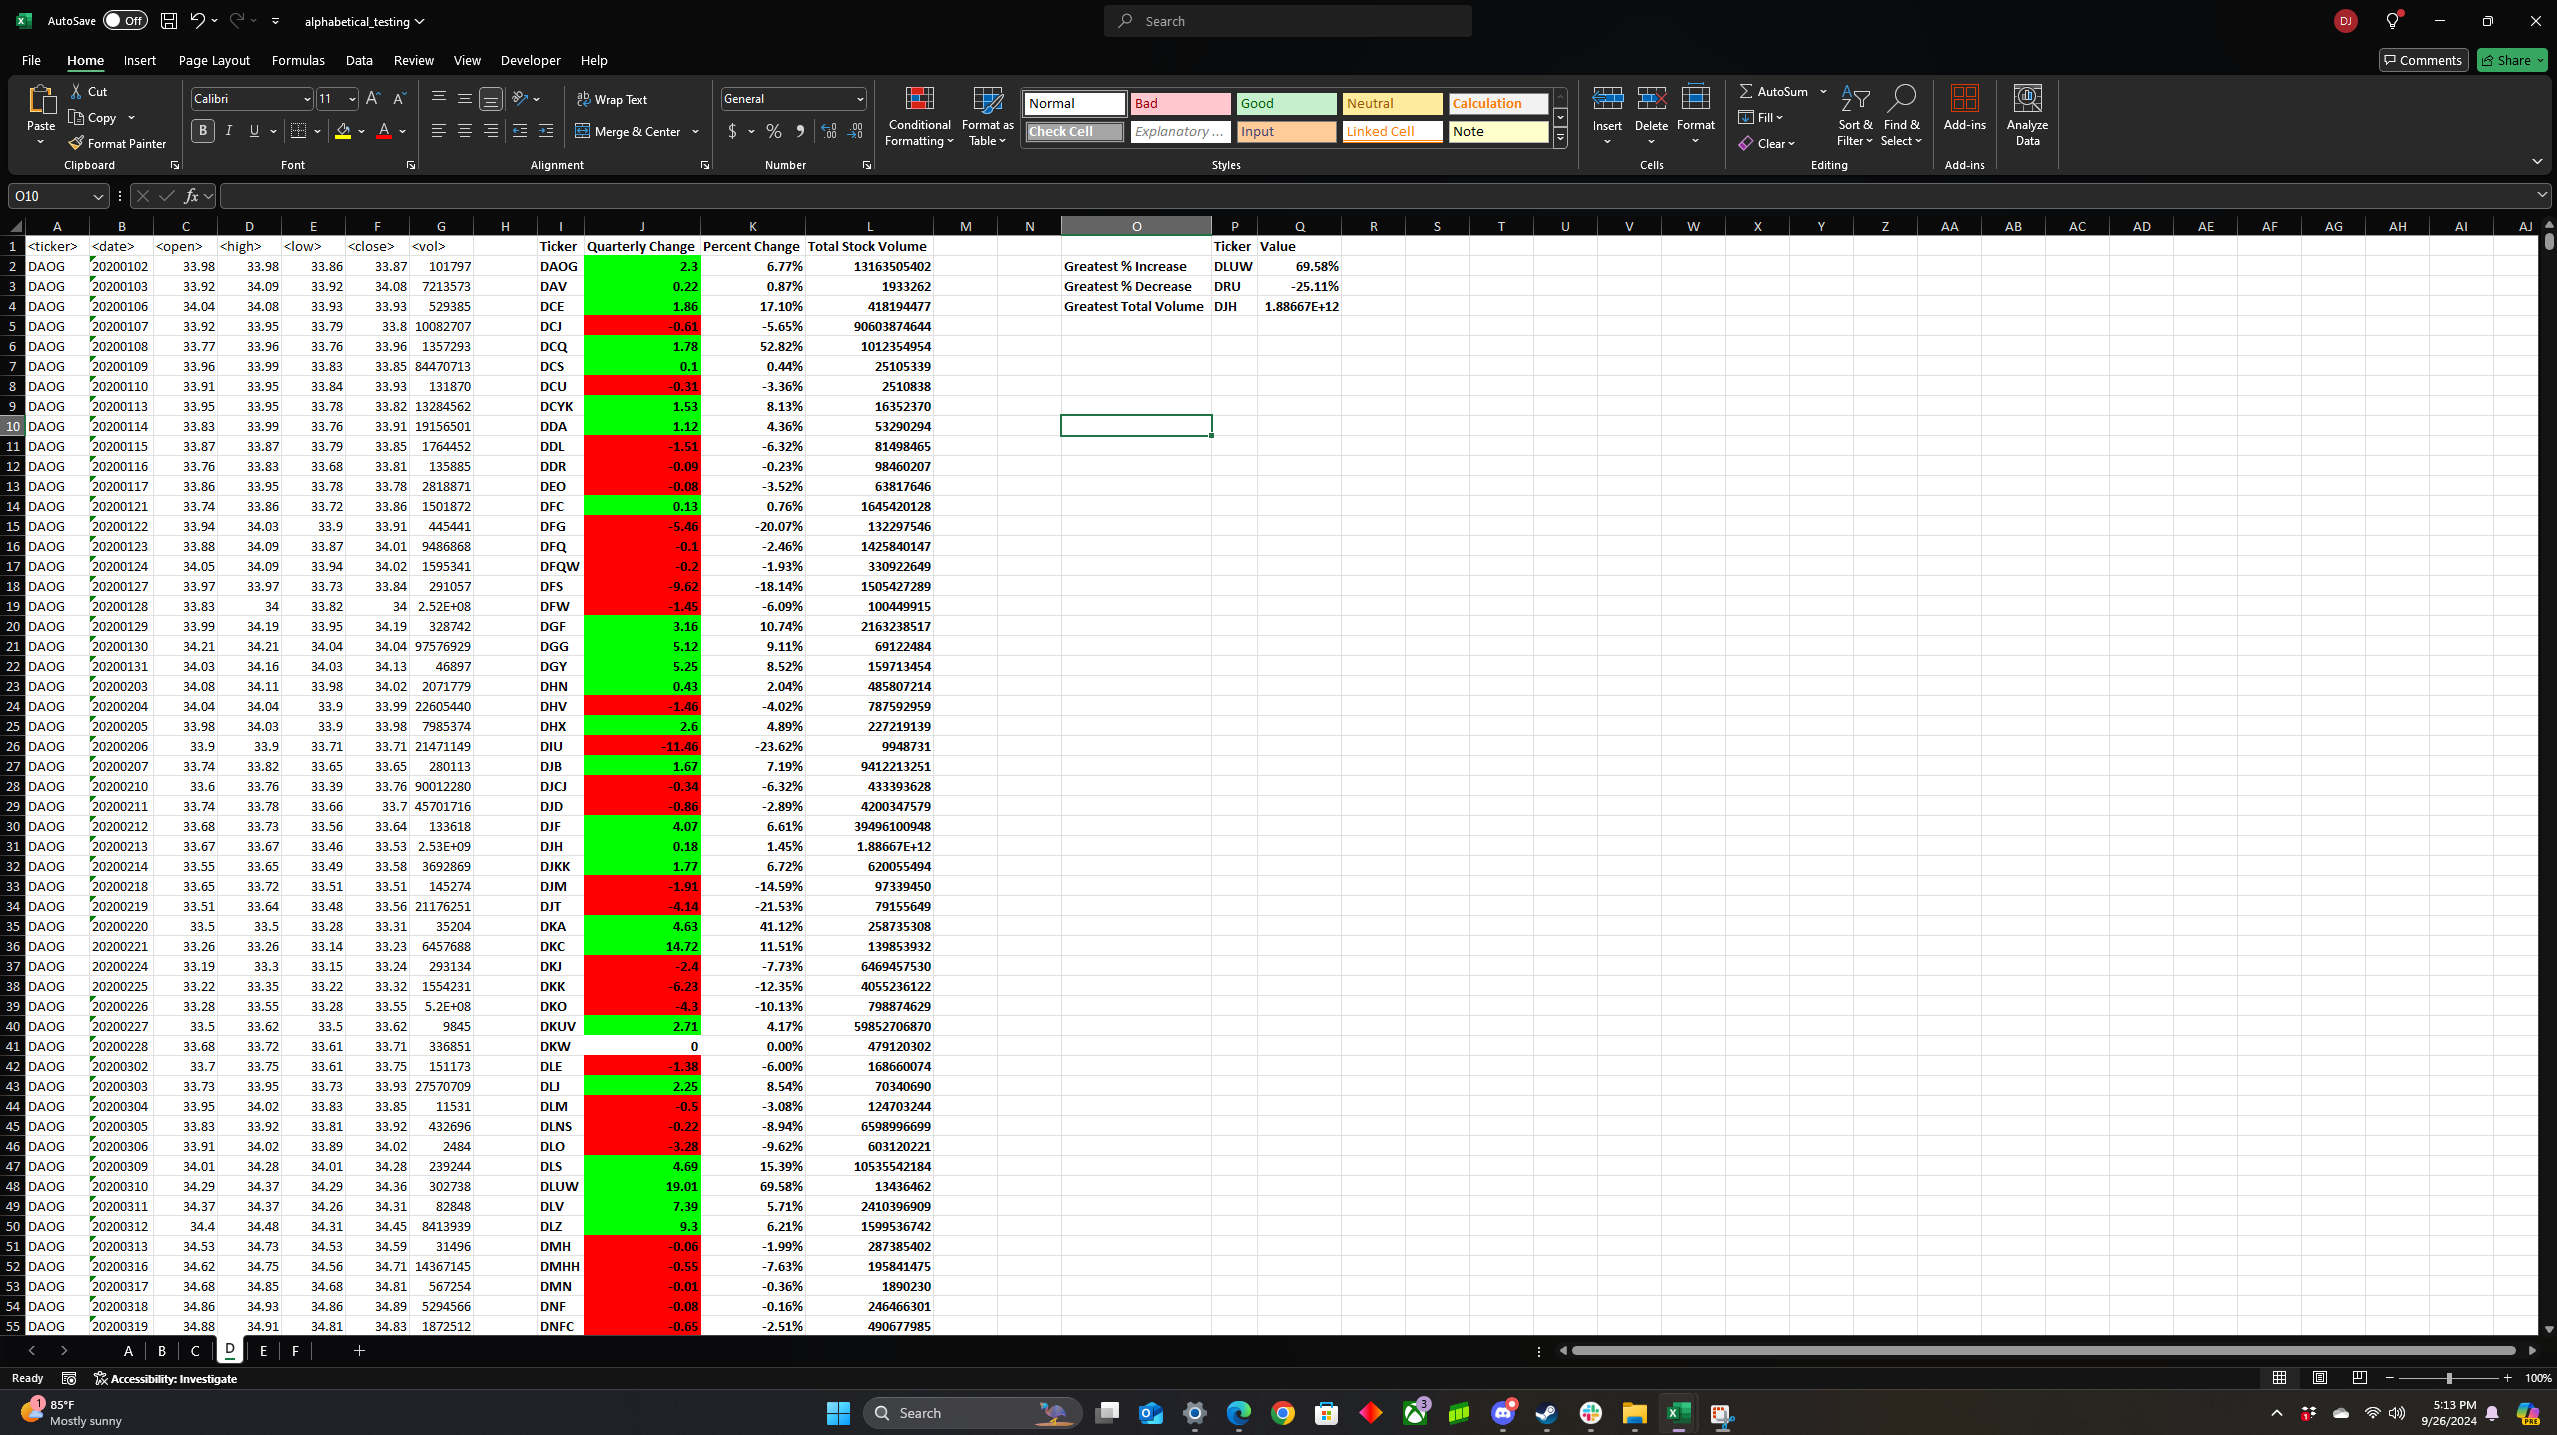 AutoSave Off alphabetical_testing Search DJ
File Home Insert Page Layout Formulas Data Review View Developer Help Comments Share
Paste Cut Copy Format Painter Clipboard
Calibri 11 B I U A A Font
Wrap Text Merge & Center Alignment
General $ % Number
Conditional Formatting Format as Table
Normal Bad Good Neutral Calculation
Check Cell Explanatory ... Input Linked Cell Note
Styles
Insert Delete Format Cells
AutoSum Fill Clear Sort & Filter Find & Select Editing
Add-ins Add-ins
Analyze Data
O10 fx
A B C D E F G H I J K L M N O P Q R S T U V W X Y Z AA AB AC AD AE AF AG AH AI AJ
1 <ticker> <date> <open> <high> <low> <close> <vol> Ticker Quarterly Change Percent Change Total Stock Volume Ticker Value
2 DAOG 20200102 33.98 33.98 33.86 33.87 101797 DAOG 2.3 6.77% 13163505402 Greatest % Increase DLUW 69.58%
3 DAOG 20200103 33.92 34.09 33.92 34.08 7213573 DAV 0.22 0.87% 1933262 Greatest % Decrease DRU -25.11%
4 DAOG 20200106 34.04 34.08 33.93 33.93 529385 DCE 1.86 17.10% 418194477 Greatest Total Volume DJH 1.88667E+12
5 DAOG 20200107 33.92 33.95 33.79 33.8 10082707 DCJ -0.61 -5.65% 90603874644
6 DAOG 20200108 33.77 33.96 33.76 33.96 1357293 DCQ 1.78 52.82% 1012354954
7 DAOG 20200109 33.96 33.99 33.83 33.85 84470713 DCS 0.1 0.44% 25105339
8 DAOG 20200110 33.91 33.95 33.84 33.93 131870 DCU -0.31 -3.36% 2510838
9 DAOG 20200113 33.95 33.95 33.78 33.82 13284562 DCYK 1.53 8.13% 16352370
10 DAOG 20200114 33.83 33.99 33.76 33.91 19156501 DDA 1.12 4.36% 53290294
11 DAOG 20200115 33.87 33.87 33.79 33.85 1764452 DDL -1.51 -6.32% 81498465
12 DAOG 20200116 33.76 33.83 33.68 33.81 135885 DDR -0.09 -0.23% 98460207
13 DAOG 20200117 33.86 33.95 33.78 33.78 2818871 DEO -0.08 -3.52% 63817646
14 DAOG 20200121 33.74 33.86 33.72 33.86 1501872 DFC 0.13 0.76% 1645420128
15 DAOG 20200122 33.94 34.03 33.9 33.91 445441 DFG -5.46 -20.07% 132297546
16 DAOG 20200123 33.88 34.09 33.87 34.01 9486868 DFQ -0.1 -2.46% 1425840147
17 DAOG 20200124 34.05 34.09 33.94 34.02 1595341 DFQW -0.2 -1.93% 330922649
18 DAOG 20200127 33.97 33.97 33.73 33.84 291057 DFS -9.62 -18.14% 1505427289
19 DAOG 20200128 33.83 34 33.82 34 2.52E+08 DFW -1.45 -6.09% 100449915
20 DAOG 20200129 33.99 34.19 33.95 34.19 328742 DGF 3.16 10.74% 2163238517
21 DAOG 20200130 34.21 34.21 34.04 34.04 97576929 DGG 5.12 9.11% 69122484
22 DAOG 20200131 34.03 34.16 34.03 34.13 46897 DGY 5.25 8.52% 159713454
23 DAOG 20200203 34.08 34.11 33.98 34.02 2071779 DHN 0.43 2.04% 485807214
24 DAOG 20200204 34.04 34.04 33.9 33.99 22605440 DHV -1.46 -4.02% 787592959
25 DAOG 20200205 33.98 34.03 33.9 33.98 7985374 DHX 2.6 4.89% 227219139
26 DAOG 20200206 33.9 33.9 33.71 33.71 21471149 DIU -11.46 -23.62% 9948731
27 DAOG 20200207 33.74 33.82 33.65 33.65 280113 DJB 1.67 7.19% 9412213251
28 DAOG 20200210 33.6 33.76 33.39 33.76 90012280 DJCJ -0.34 -6.32% 433393628
29 DAOG 20200211 33.74 33.78 33.66 33.7 45701716 DJD -0.86 -2.89% 4200347579
30 DAOG 20200212 33.68 33.73 33.56 33.64 133618 DJF 4.07 6.61% 39496100948
31 DAOG 20200213 33.67 33.67 33.46 33.53 2.53E+09 DJH 0.18 1.45% 1.88667E+12
32 DAOG 20200214 33.55 33.65 33.49 33.58 3692869 DJKK 1.77 6.72% 620055494
33 DAOG 20200218 33.65 33.72 33.51 33.51 145274 DJM -1.91 -14.59% 97339450
34 DAOG 20200219 33.51 33.64 33.48 33.56 21176251 DJT -4.14 -21.53% 79155649
35 DAOG 20200220 33.5 33.5 33.28 33.31 35204 DKA 4.63 41.12% 258735308
36 DAOG 20200221 33.26 33.26 33.14 33.23 6457688 DKC 14.72 11.51% 139853932
37 DAOG 20200224 33.19 33.3 33.15 33.24 293134 DKJ -2.4 -7.73% 6469457530
38 DAOG 20200225 33.22 33.35 33.22 33.32 1554231 DKK -6.23 -12.35% 4055236122
39 DAOG 20200226 33.28 33.55 33.28 33.55 5.2E+08 DKO -4.3 -10.13% 798874629
40 DAOG 20200227 33.5 33.62 33.5 33.62 9845 DKUV 2.71 4.17% 59852706870
41 DAOG 20200228 33.68 33.72 33.61 33.71 336851 DKW 0 0.00% 479120302
42 DAOG 20200302 33.7 33.75 33.61 33.75 151173 DLE -1.38 -6.00% 168660074
43 DAOG 20200303 33.73 33.95 33.73 33.93 27570709 DLJ 2.25 8.54% 70340690
44 DAOG 20200304 33.95 34.02 33.83 33.85 11531 DLM -0.5 -3.08% 124703244
45 DAOG 20200305 33.83 33.92 33.81 33.92 432696 DLNS -0.22 -8.94% 6598996699
46 DAOG 20200306 33.91 34.02 33.89 34.02 2484 DLO -3.28 -9.62% 603120221
47 DAOG 20200309 34.01 34.28 34.01 34.28 239244 DLS 4.69 15.39% 10535542184
48 DAOG 20200310 34.29 34.37 34.29 34.36 302738 DLUW 19.01 69.58% 13436462
49 DAOG 20200311 34.37 34.37 34.26 34.31 82848 DLV 7.39 5.71% 2410396909
50 DAOG 20200312 34.4 34.48 34.31 34.45 8413939 DLZ 9.3 6.21% 1599536742
51 DAOG 20200313 34.53 34.73 34.53 34.59 31496 DMH -0.06 -1.99% 287385402
52 DAOG 20200316 34.62 34.75 34.56 34.71 14367145 DMHH -0.55 -7.63% 195841475
53 DAOG 20200317 34.68 34.85 34.68 34.81 567254 DMN -0.01 -0.36% 1890230
54 DAOG 20200318 34.86 34.93 34.86 34.89 5294566 DNF -0.08 -0.16% 246466301
55 DAOG 20200319 34.88 34.91 34.81 34.83 1872512 DNFC -0.65 -2.51% 490677985
A B C D E F
Ready Accessibility: Investigate 100%
85°F
Mostly sunny
Search
5:13 PM
9/26/2024